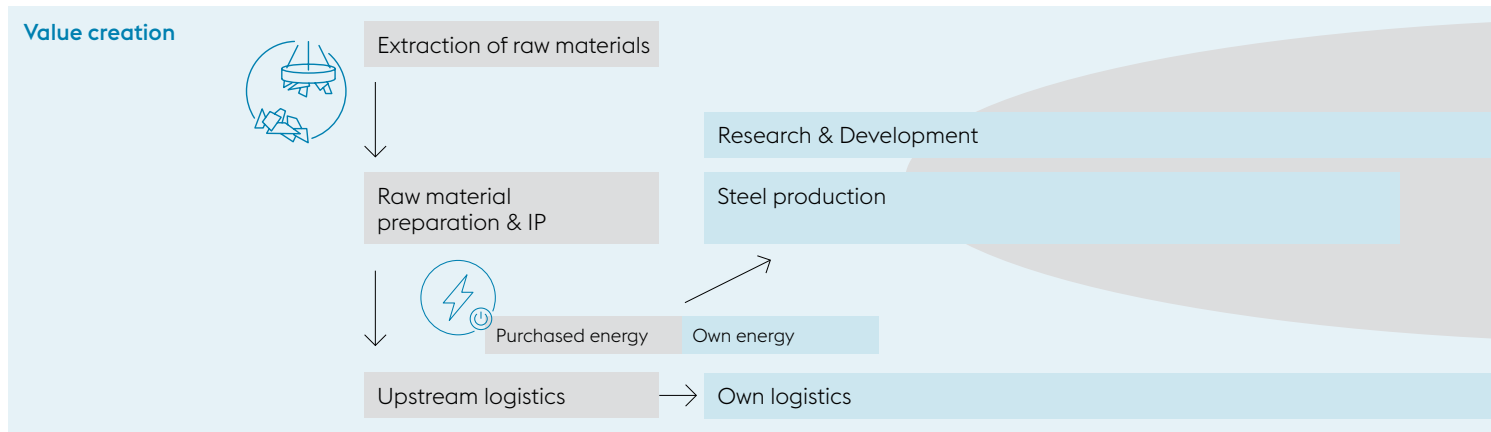 Value creation
Extraction of raw materials
Research & Development
Raw material
preparation & IP
Steel production
Purchased energy
Own energy
Upstream logistics
Own logistics